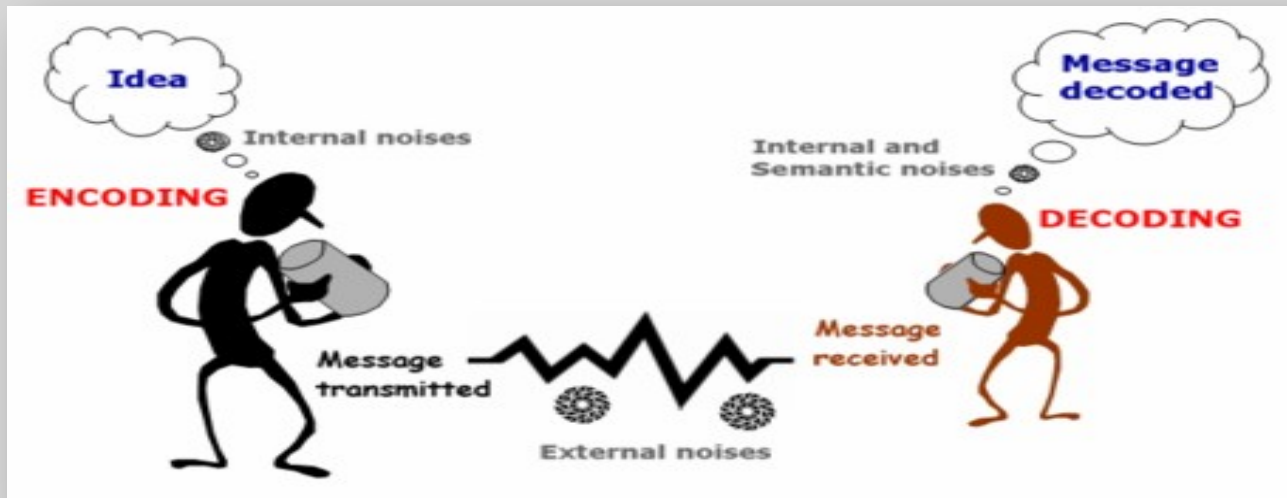 Idea
Internal noises
ENCODING
Message
transmitted
External noises
Message
received
Internal and
Semantic noises
DECODING
Message
decoded